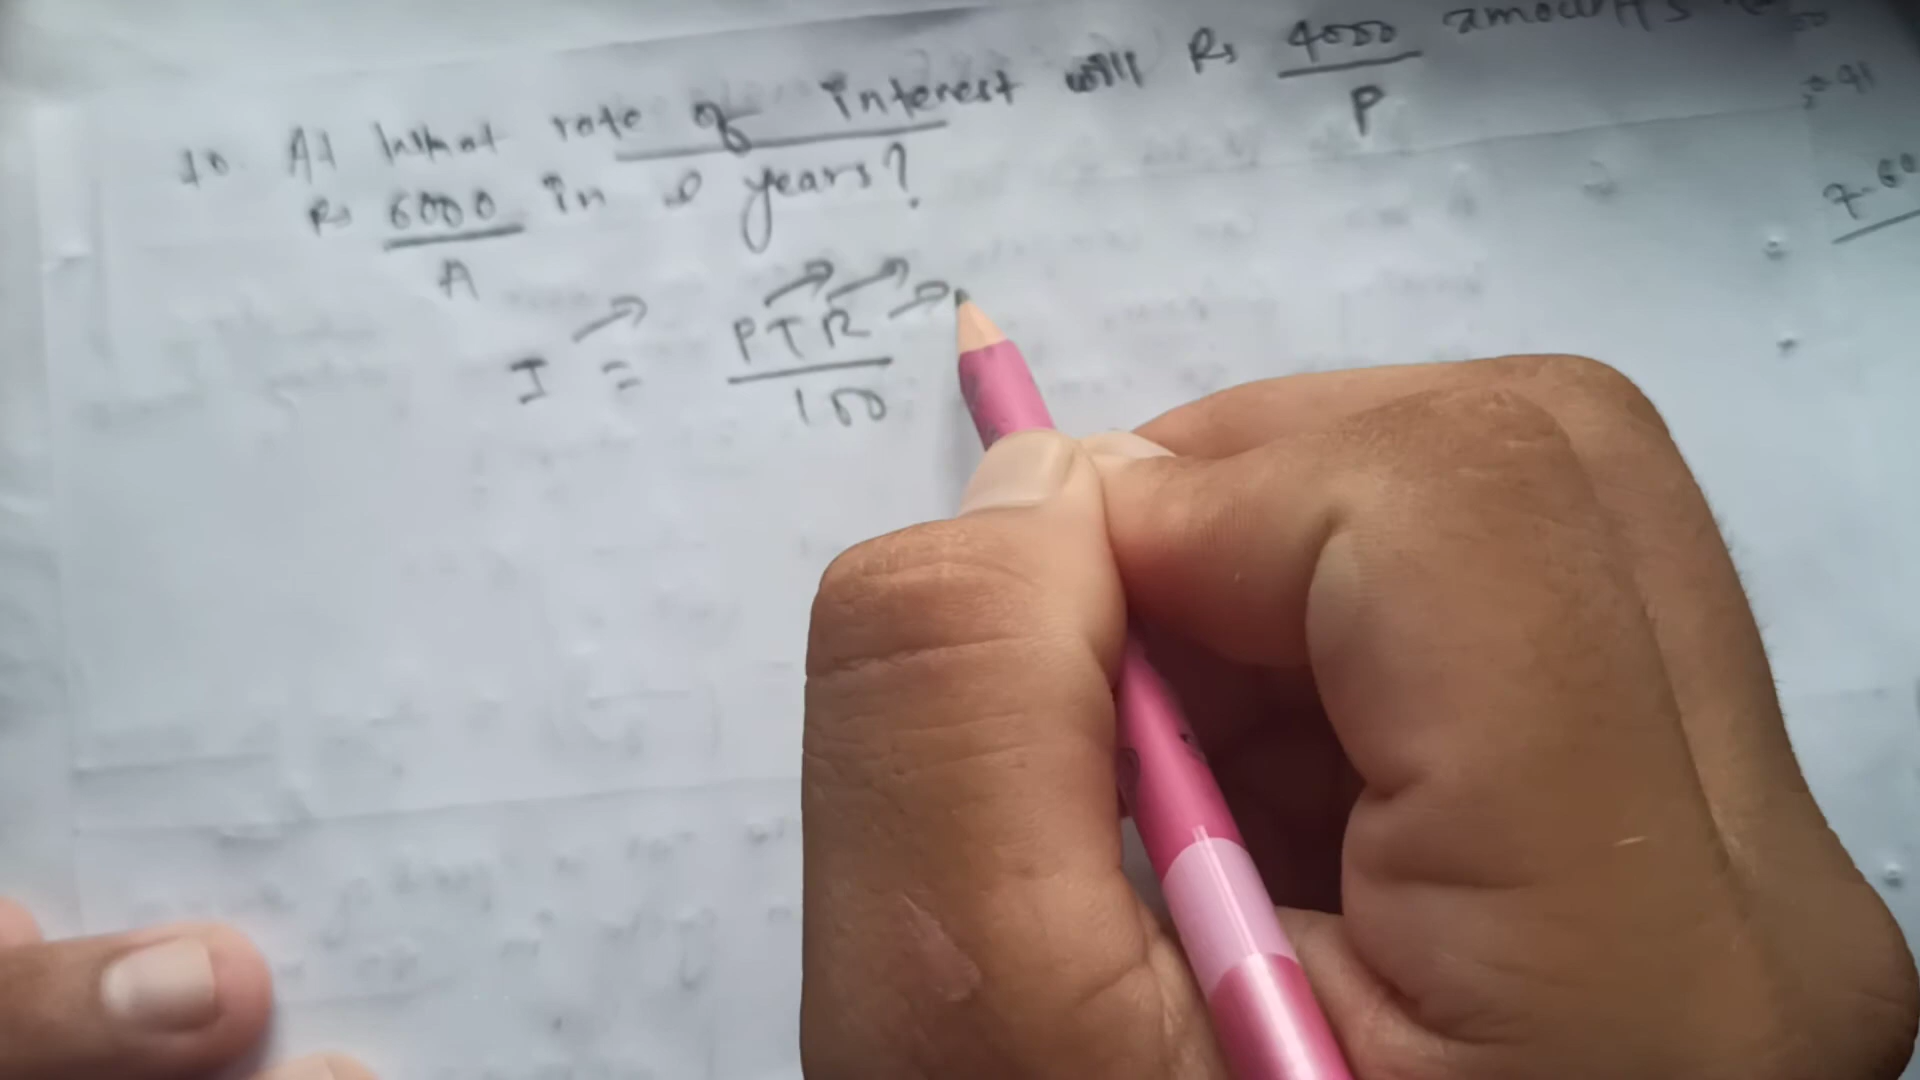 10. At what rate of interest will Rs 4000 amounts
P
Rs 6000 in years?
A
I = PTR
100